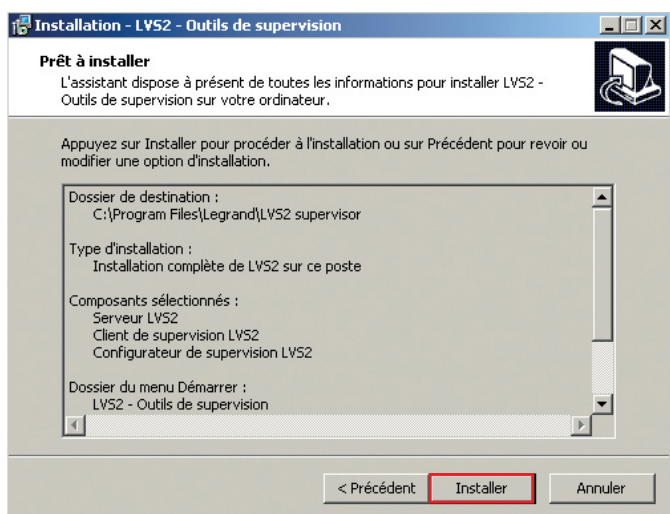 Installation - LVS2 - Outils de supervision
Prêt à installer
L'assistant dispose à présent de toutes les informations pour installer LVS2 -
Outils de supervision sur votre ordinateur.
Appuyez sur Installer pour procéder à l'installation ou sur Précédent pour revoir ou
modifier une option d'installation.
Dossier de destination :
C:\Program Files\Legrand\LVS2 supervisor
Type d'installation :
Installation complète de LVS2 sur ce poste
Composants sélectionnés :
Serveur LVS2
Client de supervision LVS2
Configurateur de supervision LVS2
Dossier du menu Démarrer :
LVS2 - Outils de supervision
< Précédent
Installer
Annuler